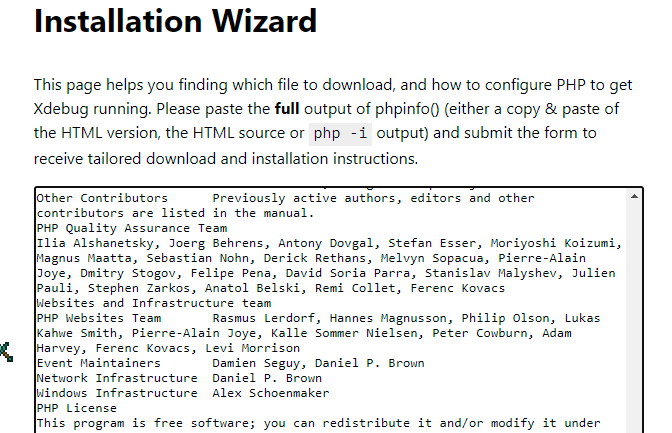 Installation Wizard
This page helps you finding which file to download, and how to configure PHP to get
Xdebug running. Please paste the full output of phpinfo() (either a copy & paste of
the HTML version, the HTML source or php -i output) and submit the form to
receive tailored download and installation instructions.
Other Contributors Previously active authors, editors and other
contributors are listed in the manual.
PHP Quality Assurance Team
Ilia Alshanetsky, Joerg Behrens, Antony Dovgal, Stefan Esser, Moriyoshi Koizumi,
Magnus Maatta, Sebastian Nohn, Derick Rethans, Melvyn Sopacua, Pierre-Alain
Joye, Dmitry Stogov, Felipe Pena, David Soria Parra, Stanislav Malyshev, Julien
Pauli, Stephen Zarkos, Anatol Belski, Remi Collet, Ferenc Kovacs
Websites and Infrastructure team
PHP Websites Team Rasmus Lerdorf, Hannes Magnusson, Philip Olson, Lukas
Kahwe Smith, Pierre-Alain Joye, Kalle Sommer Nielsen, Peter Cowburn, Adam
Harvey, Ferenc Kovacs, Levi Morrison
Event Maintainers Damien Seguy, Daniel P. Brown
Network Infrastructure Daniel P. Brown
Windows Infrastructure Alex Schoenmaker
PHP License
This program is free software; you can redistribute it and/or modify it under